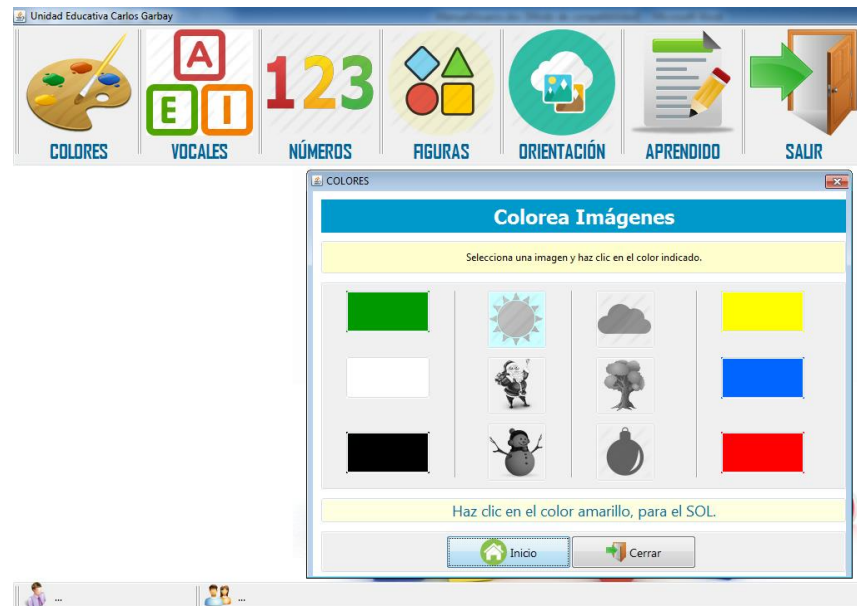 Unidad Educativa Carlos Garbay
A
E I
123
COLORES VOCALES NÚMEROS FIGURAS ORIENTACIÓN APRENDIDO SALIR
COLORES
Colorea Imágenes
Selecciona una imagen y haz clic en el color indicado.
Haz clic en el color amarillo, para el SOL.
Inicio Cerrar
... ...